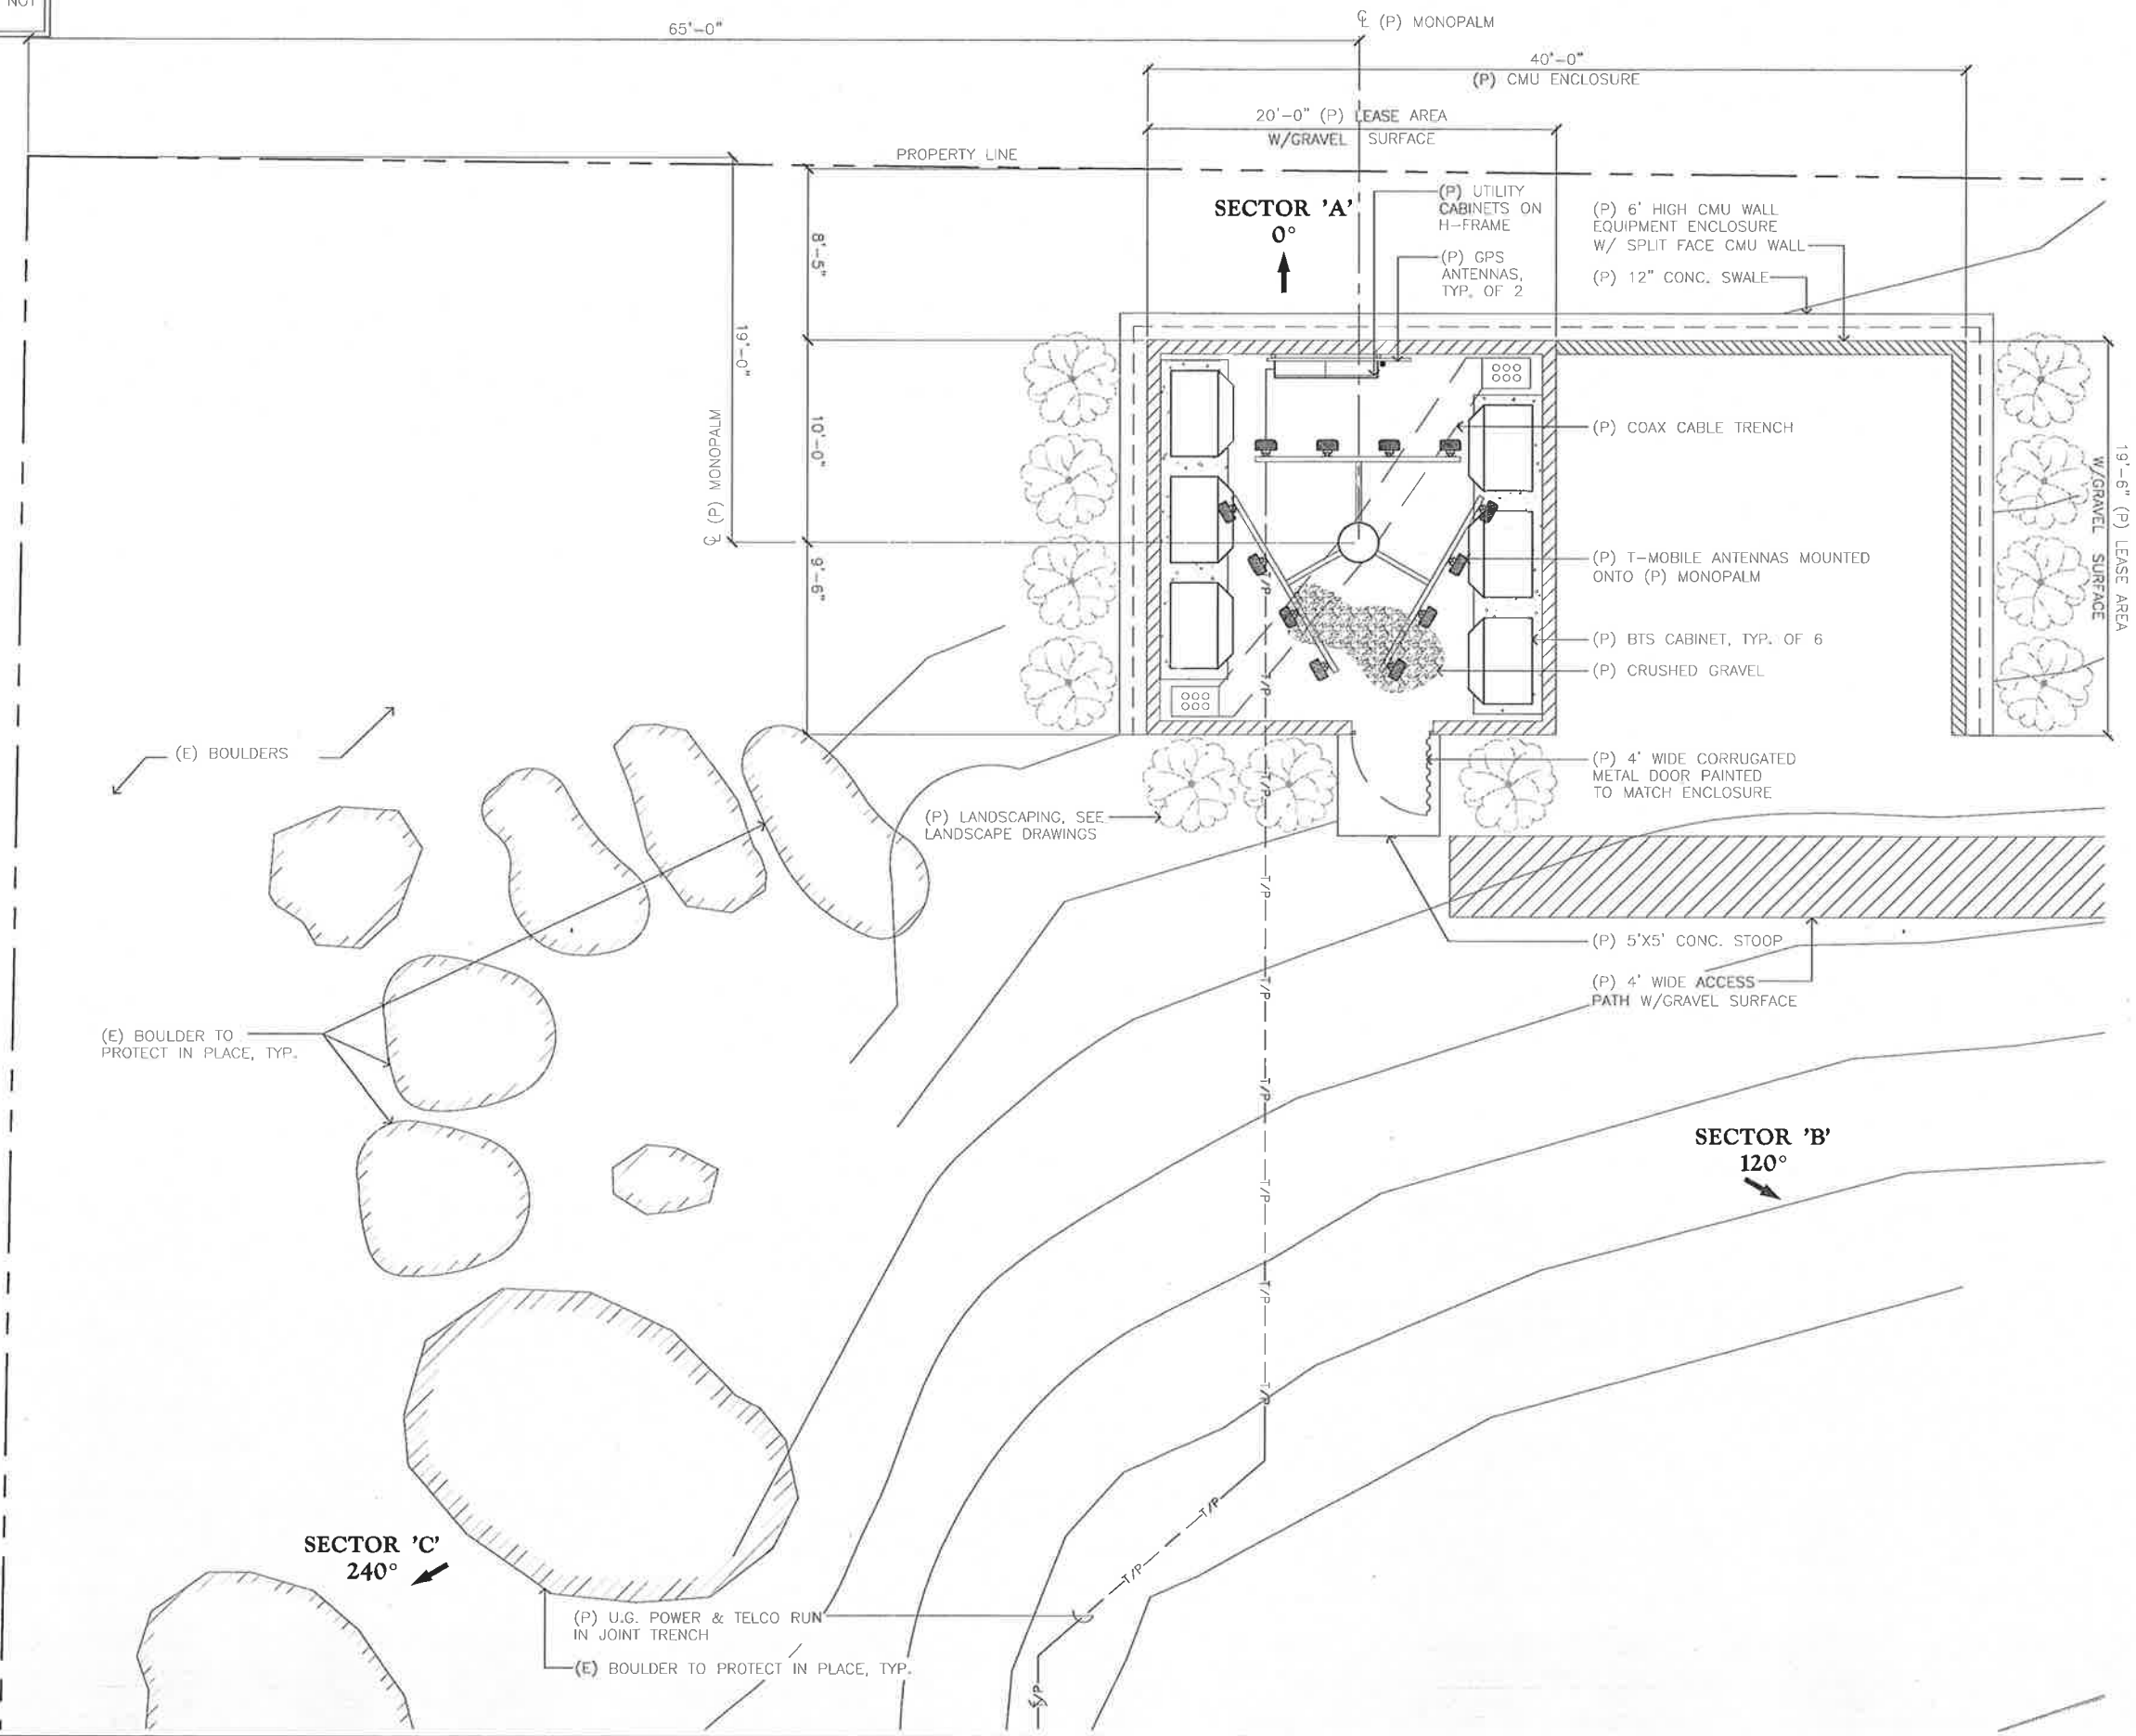 NOT
65'-0"
℄ (P) MONOPALM
40'-0"
(P) CMU ENCLOSURE
20'-0" (P) LEASE AREA
W/GRAVEL SURFACE
PROPERTY LINE
SECTOR 'A'
0°
(P) UTILITY
CABINETS ON
H-FRAME
(P) GPS
ANTENNAS,
TYP. OF 2
(P) 6' HIGH CMU WALL
EQUIPMENT ENCLOSURE
W/ SPLIT FACE CMU WALL
(P) 12" CONC. SWALE
8'-5"
19'-0"
℄ (P) MONOPALM
10'-0"
9'-6"
(P) COAX CABLE TRENCH
19'-6" (P) LEASE AREA
W/GRAVEL SURFACE
(P) T-MOBILE ANTENNAS MOUNTED
ONTO (P) MONOPALM
(P) BTS CABINET, TYP. OF 6
(P) CRUSHED GRAVEL
T/P
T/P
(E) BOULDERS
(P) 4' WIDE CORRUGATED
METAL DOOR PAINTED
TO MATCH ENCLOSURE
T/P
(P) LANDSCAPING, SEE
LANDSCAPE DRAWINGS
T/P
(P) 5'X5' CONC. STOOP
T/P
(P) 4' WIDE ACCESS
PATH W/GRAVEL SURFACE
(E) BOULDER TO
PROTECT IN PLACE, TYP.
T/P
SECTOR 'B'
120°
T/P
T/P
T/P
T/P
T/P
SECTOR 'C'
240°
(P) U.G. POWER & TELCO RUN
IN JOINT TRENCH
(E) BOULDER TO PROTECT IN PLACE, TYP.
T/P